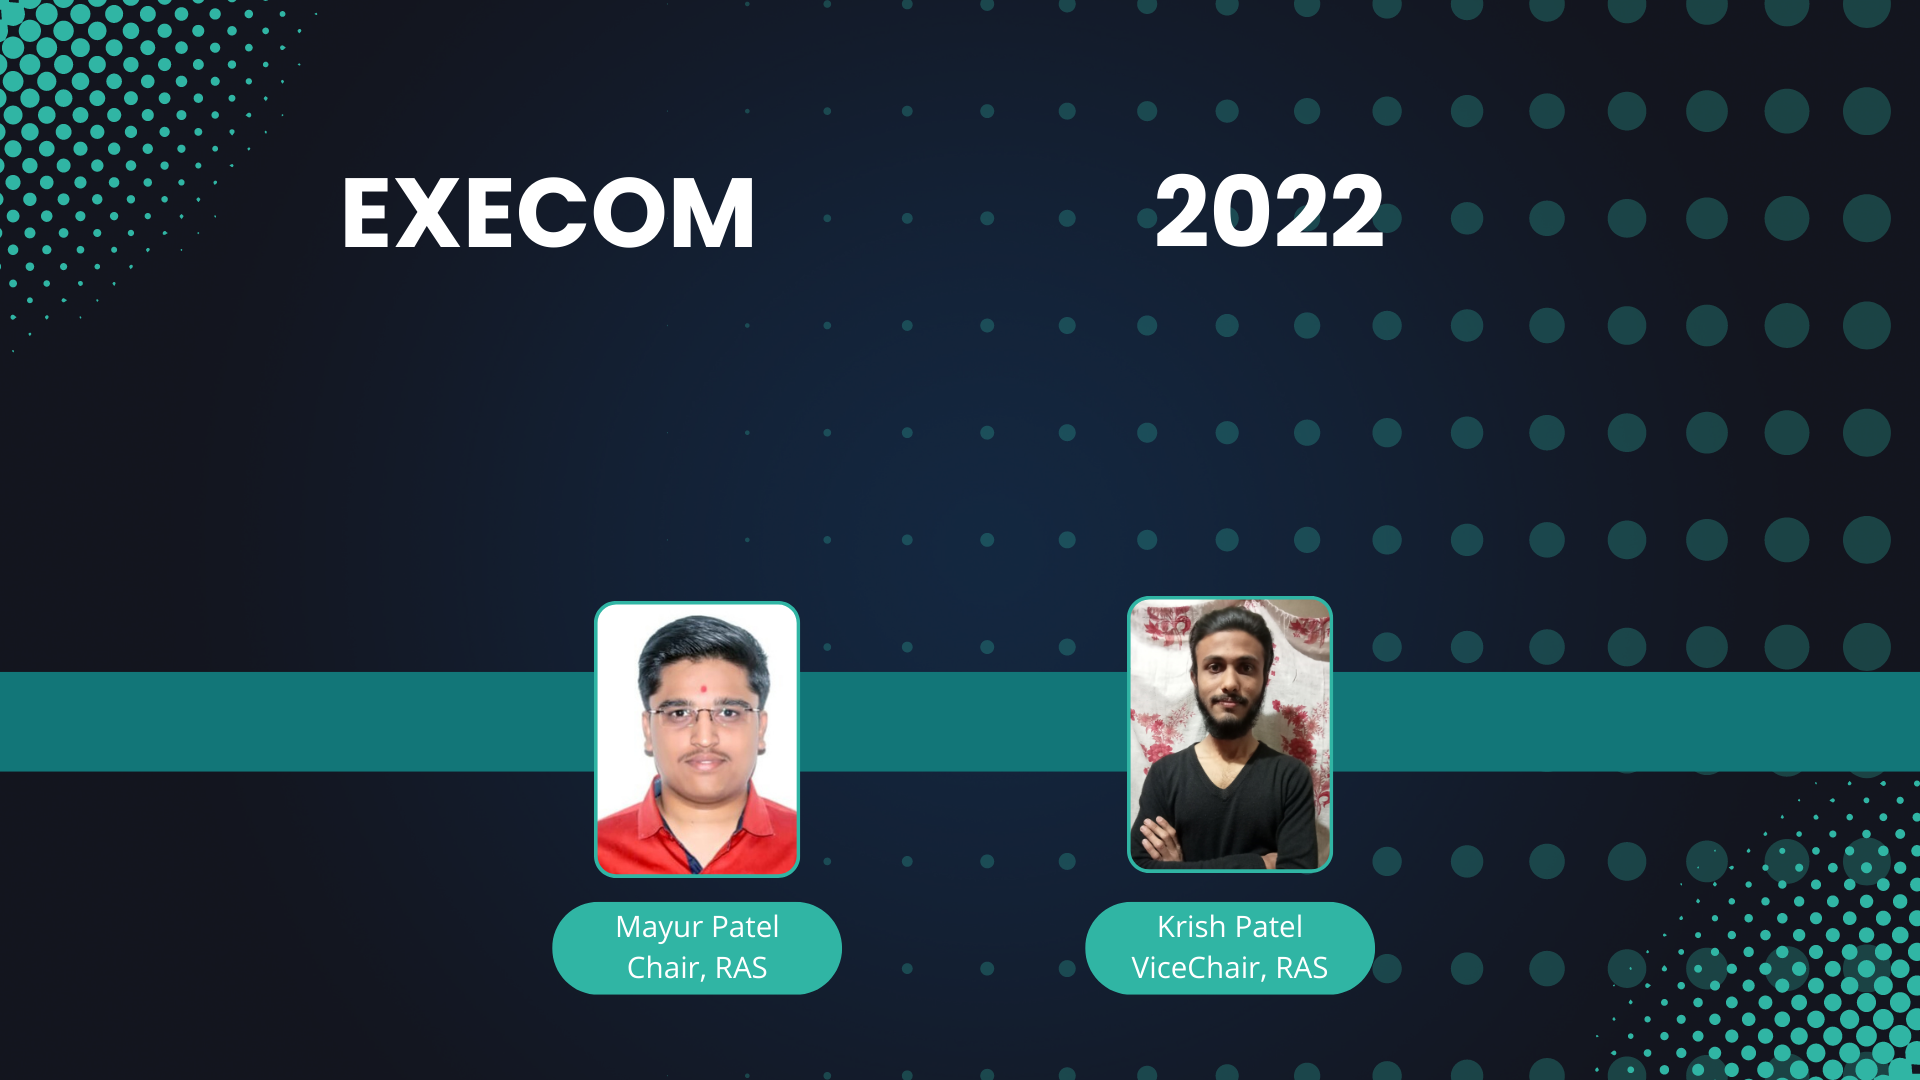 EXECOM 2022
Mayur Patel
Chair, RAS
Krish Patel
ViceChair, RAS